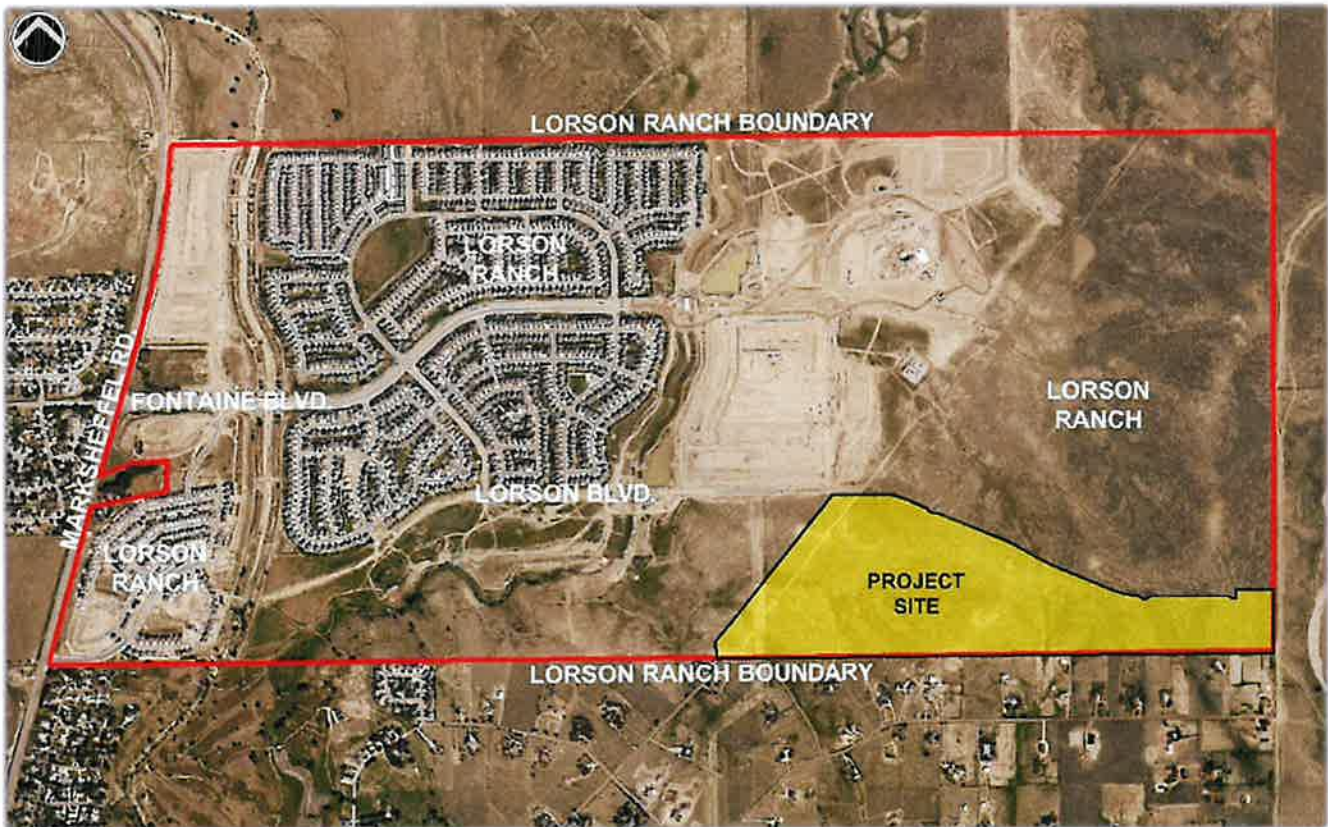 LORSON RANCH BOUNDARY
LORSON
RANCH
MARKSHEFFEL RD.
FONTAINE BLVD.
LORSON
RANCH
LORSON BLVD.
LORSON
RANCH
PROJECT
SITE
LORSON RANCH BOUNDARY